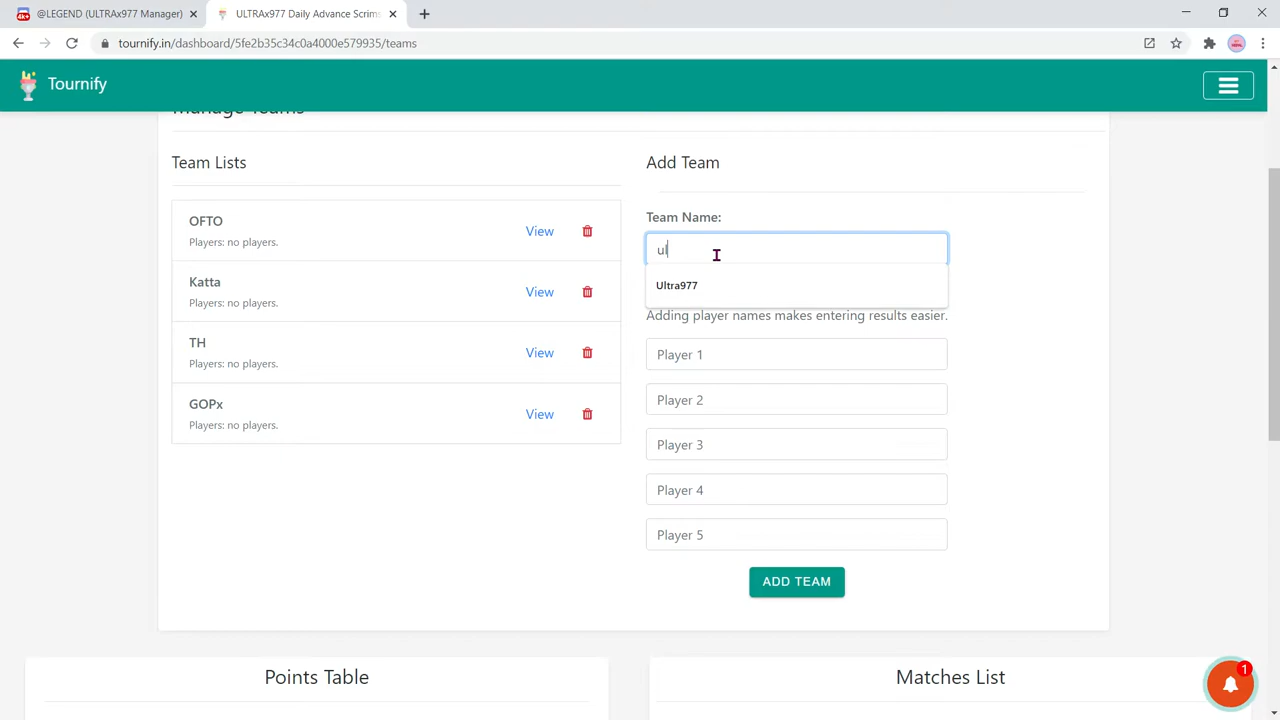 @LEGEND (ULTRAx977 Manager)
ULTRAx977 Daily Advance Scrims
tournify.in/dashboard/5fe2b35c34c0a4000e579935/teams
Tournify
Manage Teams
Team Lists
OFTO
Players: no players.
View
Katta
Players: no players.
View
TH
Players: no players.
View
GOPx
Players: no players.
View
Add Team
Team Name:
ul
Ultra977
Adding player names makes entering results easier.
Player 1
Player 2
Player 3
Player 4
Player 5
ADD TEAM
Points Table
Matches List
1